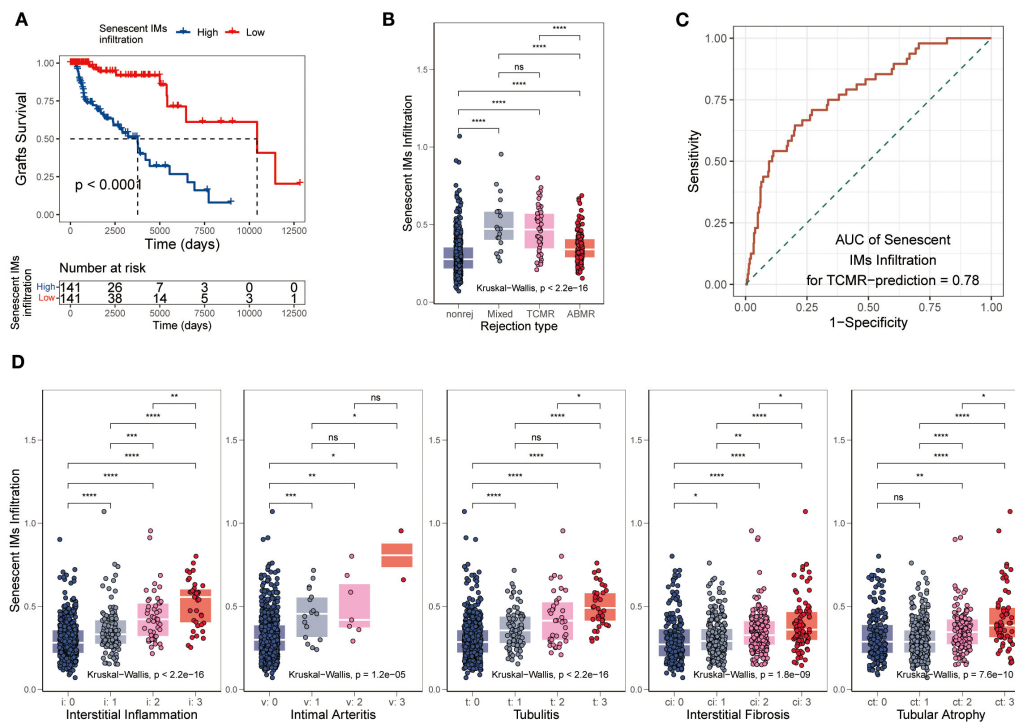 A
Senescent IMs
infiltration
High
Low
Grafts Survival
1.00
0.75
0.50
0.25
0.00
p < 0.0001
0 2500 5000 7500 10000 12500
Time (days)
Number at risk
Senescent IMs
infiltration
High 141 26 7 3 0 0
Low 141 38 14 5 3 1
0 2500 5000 7500 10000 12500
Time (days)
B
Senescent IMs Infiltration
1.5
1.0
0.5
0.0
****
****
ns
****
****
****
Kruskal−Wallis, p < 2.2e−16
nonrej Mixed TCMR ABMR
Rejection type
C
Sensitivity
1.00
0.75
0.50
0.25
0.00
AUC of Senescent
IMs Infiltration
for TCMR−prediction = 0.78
0.00 0.25 0.50 0.75 1.00
1−Specificity
D
Senescent IMs Infiltration
1.5
1.0
0.5
0.0
**
****
***
****
****
****
Kruskal−Wallis, p < 2.2e−16
i: 0 i: 1 i: 2 i: 3
Interstitial Inflammation
1.5
1.0
0.5
0.0
ns
*
ns
*
**
***
Kruskal−Wallis, p = 1.2e−05
v: 0 v: 1 v: 2 v: 3
Intimal Arteritis
1.5
1.0
0.5
0.0
*
****
ns
****
****
****
Kruskal−Wallis, p < 2.2e−16
t: 0 t: 1 t: 2 t: 3
Tubulitis
1.5
1.0
0.5
0.0
*
****
**
****
****
*
Kruskal−Wallis, p = 1.8e−09
ci: 0 ci: 1 ci: 2 ci: 3
Interstitial Fibrosis
1.5
1.0
0.5
0.0
*
****
****
****
**
ns
Kruskal−Wallis, p = 7.6e−10
ct: 0 ct: 1 ct: 2 ct: 3
Tubular Atrophy